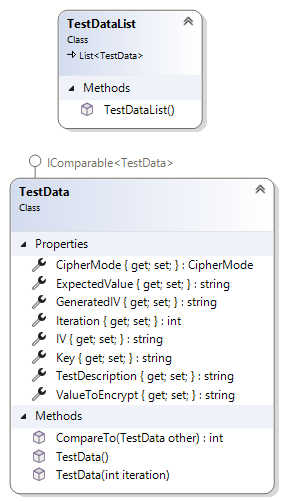 TestDataList
Class
List<TestData>
Methods
TestDataList()
IComparable<TestData>
TestData
Class
Properties
CipherMode { get; set; } : CipherMode
ExpectedValue { get; set; } : string
GeneratedIV { get; set; } : string
Iteration { get; set; } : int
IV { get; set; } : string
Key { get; set; } : string
TestDescription { get; set; } : string
ValueToEncrypt { get; set; } : string
Methods
CompareTo(TestData other) : int
TestData()
TestData(int iteration)